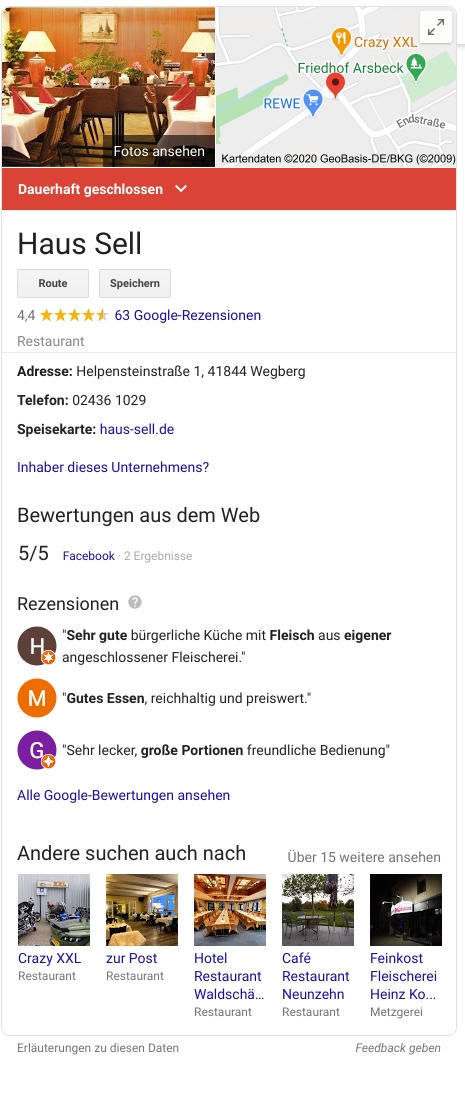 Crazy XXL
Friedhof Arsbeck
REWE
Endstraße
Fotos ansehen
Kartendaten ©2020 GeoBasis-DE/BKG (©2009)
Dauerhaft geschlossen
Haus Sell
Route
Speichern
4,4 63 Google-Rezensionen
Restaurant
Adresse: Helpensteinstraße 1, 41844 Wegberg
Telefon: 02436 1029
Speisekarte: haus-sell.de
Inhaber dieses Unternehmens?
Bewertungen aus dem Web
5/5 Facebook · 2 Ergebnisse
Rezensionen ?
H
"Sehr gute bürgerliche Küche mit Fleisch aus eigener
angeschlossener Fleischerei."
M "Gutes Essen, reichhaltig und preiswert."
G "Sehr lecker, große Portionen freundliche Bedienung"
Alle Google-Bewertungen ansehen
Andere suchen auch nach
Über 15 weitere ansehen
Crazy XXL
Restaurant
zur Post
Restaurant
Hotel
Restaurant
Waldschä...
Restaurant
Café
Restaurant
Neunzehn
Restaurant
Feinkost
Fleischerei
Heinz Ko...
Metzgerei
Erläuterungen zu diesen Daten
Feedback geben